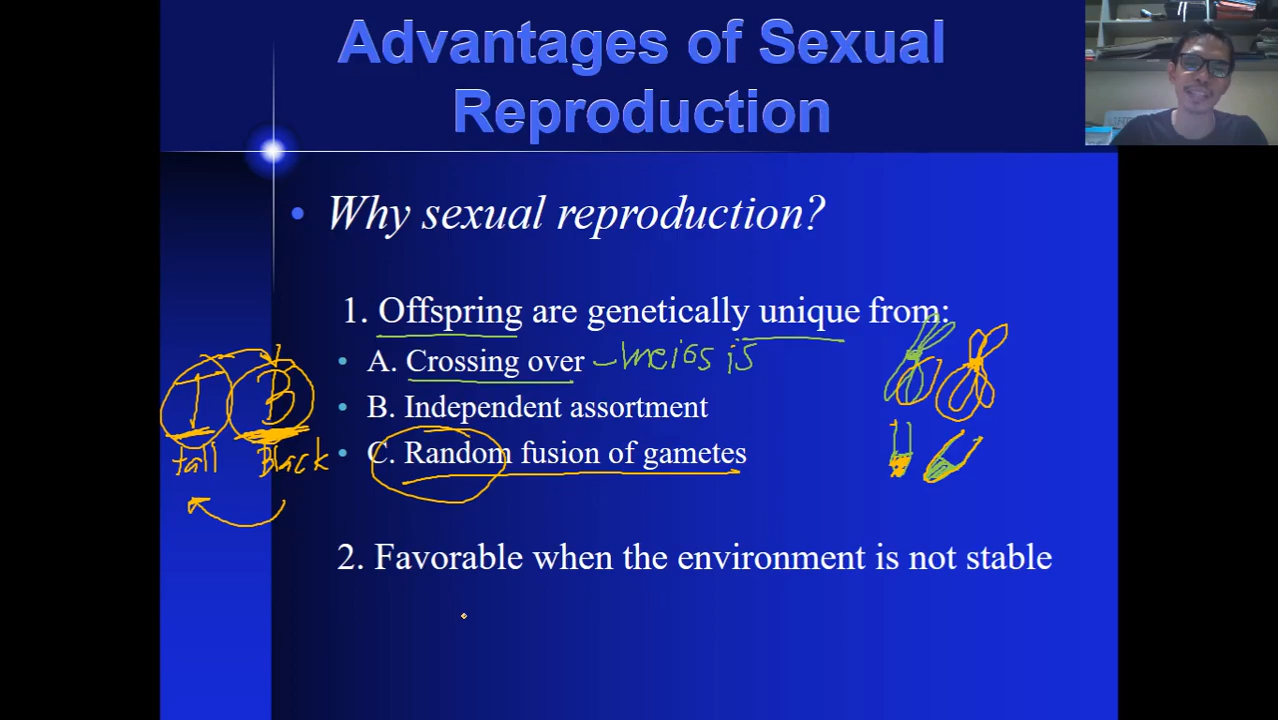 Advantages of Sexual
Reproduction
• Why sexual reproduction?
1. Offspring are genetically unique from:
• A. Crossing over – meiosis
• B. Independent assortment
• C. Random fusion of gametes
T B
tall Black
2. Favorable when the environment is not stable